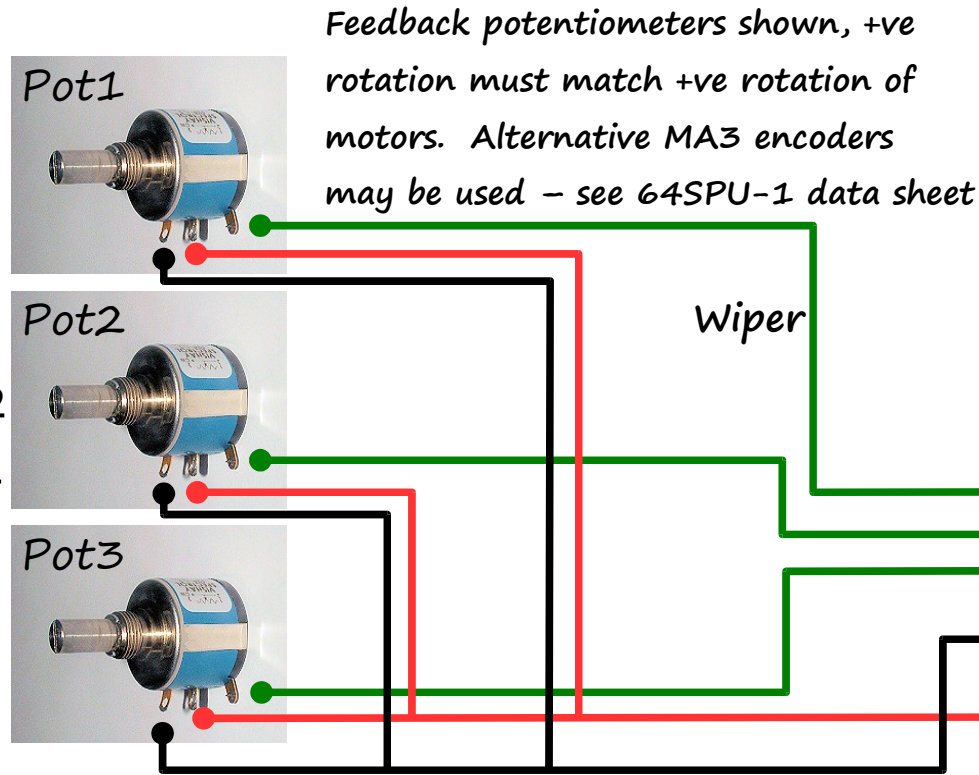 Feedback potentiometers shown, +ve
rotation must match +ve rotation of
motors. Alternative MA3 encoders
may be used – see 64SPU-1 data sheet
Pot1
Wiper
Pot2
Pot3